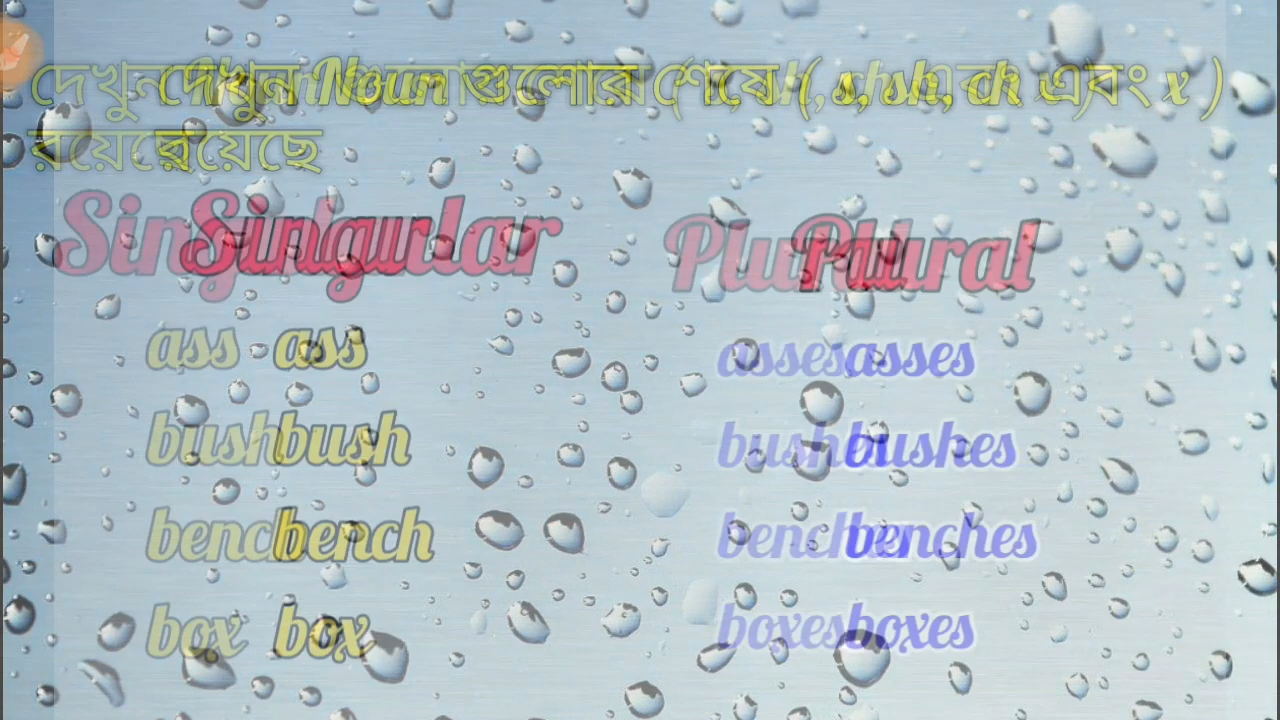 দেখুন Noun গুলোর শেষে ( s, sh, ch এবং x )
রয়েছে
Singular Plural
ass asses
bush bushes
bench benches
box boxes